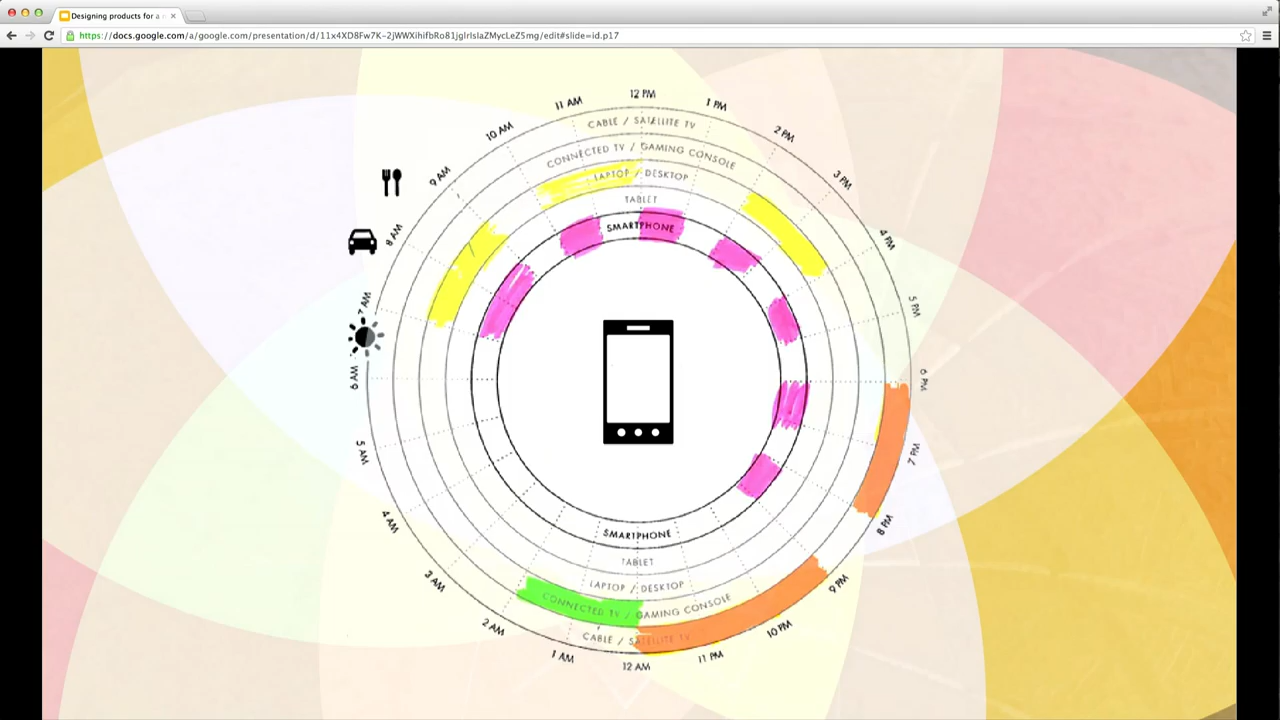 Designing products for a
https://docs.google.com/a/google.com/presentation/d/11x4XD8Fw7K-2jWWXihifbRo81jglrIslaZMycLeZ5mg/edit#slide=id.p17
12 PM
1 PM
2 PM
3 PM
4 PM
5 PM
6 PM
7 PM
8 PM
9 PM
10 PM
11 PM
12 AM
1 AM
2 AM
3 AM
4 AM
5 AM
6 AM
7 AM
8 AM
9 AM
10 AM
11 AM
CABLE / SATELLITE TV
CONNECTED TV / GAMING CONSOLE
LAPTOP / DESKTOP
TABLET
SMARTPHONE
SMARTPHONE
TABLET
LAPTOP / DESKTOP
CONNECTED TV / GAMING CONSOLE
CABLE / SATELLITE TV